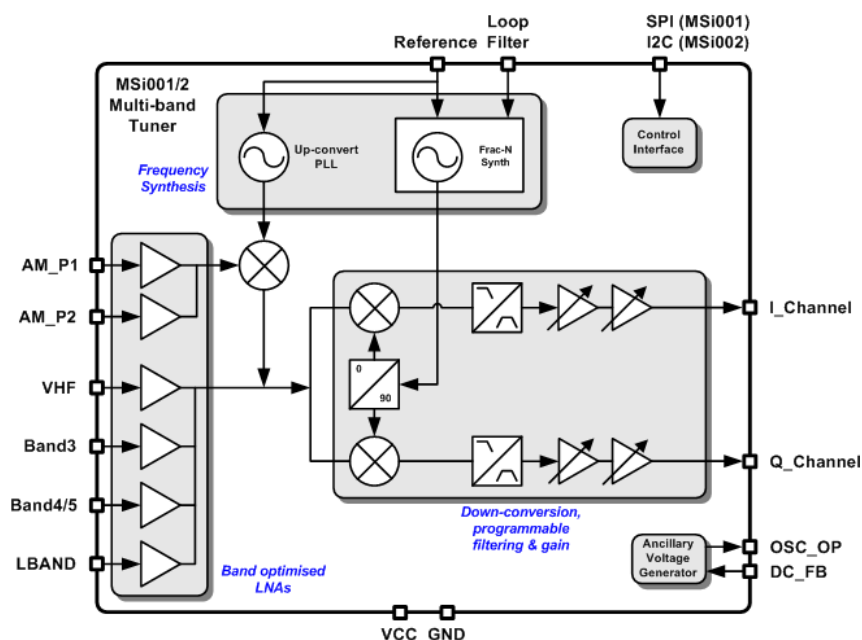 Reference
Loop
Filter
SPI (MSi001)
I2C (MSi002)
MSi001/2
Multi-band
Tuner
Up-convert
PLL
Frac-N
Synth
Control
Interface
Frequency
Synthesis
AM_P1
AM_P2
VHF
Band3
Band4/5
LBAND
0
90
I_Channel
Q_Channel
Down-conversion,
programmable
filtering & gain
Band optimised
LNAs
Ancillary
Voltage
Generator
OSC_OP
DC_FB
VCC GND